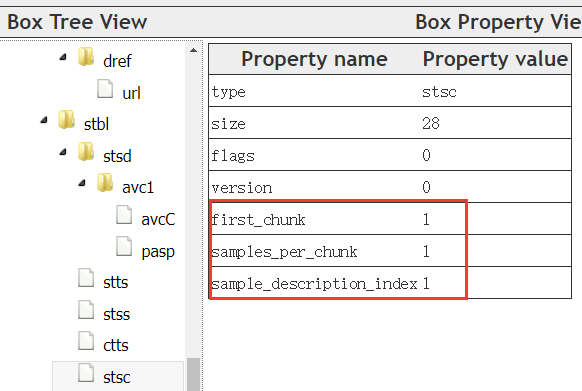 Box Tree View
Box Property Vie
dref
url
stbl
stsd
avc1
avcC
pasp
stts
stss
ctts
stsc
Property name Property value
type stsc
size 28
flags 0
version 0
first_chunk 1
samples_per_chunk 1
sample_description_index 1